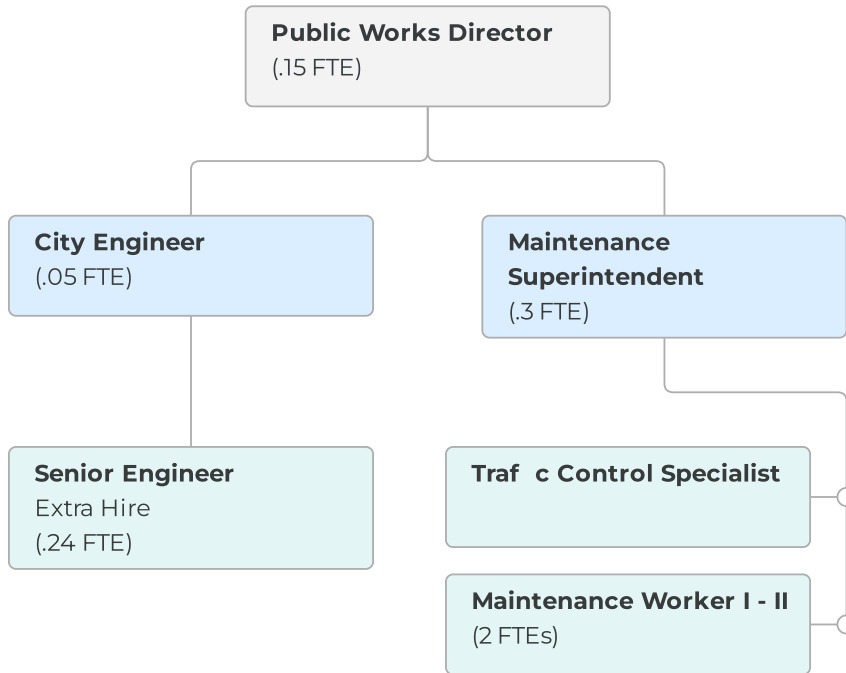 Public Works Director
(.15 FTE)
City Engineer
(.05 FTE)
Maintenance
Superintendent
(.3 FTE)
Senior Engineer
Extra Hire
(.24 FTE)
Traf  c Control Specialist
Maintenance Worker I - II
(2 FTEs)